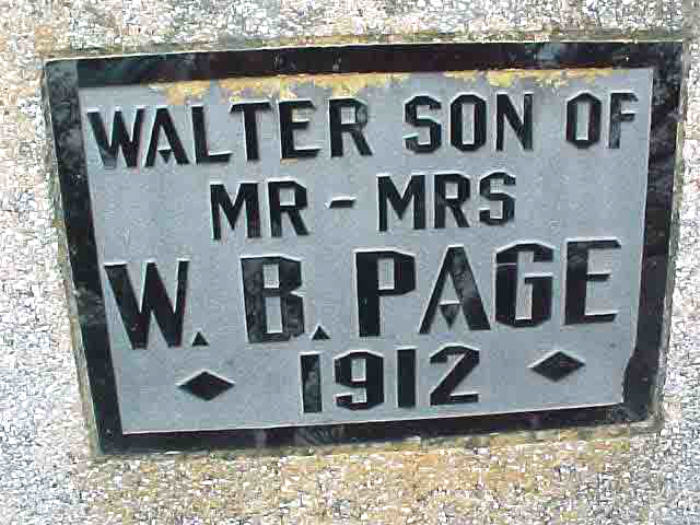 WALTER SON OF
MR - MRS
W. B. PAGE
1912